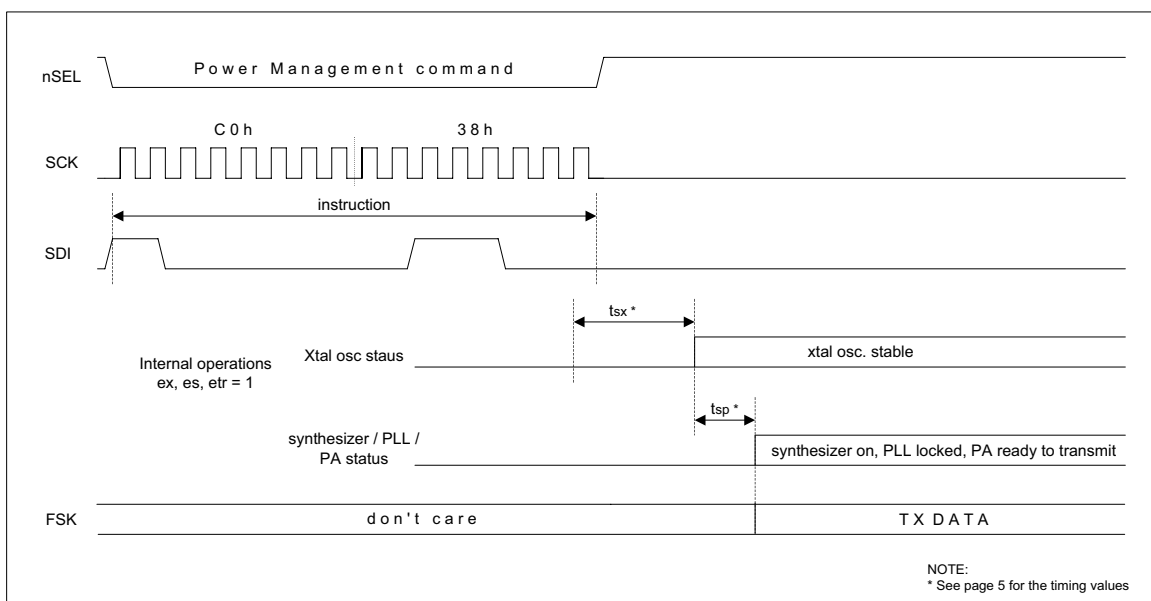 nSEL
Power Management command
C0h
38h
SCK
instruction
SDI
tsx *
Internal operations
ex, es, etr = 1
Xtal osc staus
xtal osc. stable
tsp *
synthesizer / PLL /
PA status
synthesizer on, PLL locked, PA ready to transmit
FSK
don't care
TX DATA
NOTE:
* See page 5 for the timing values